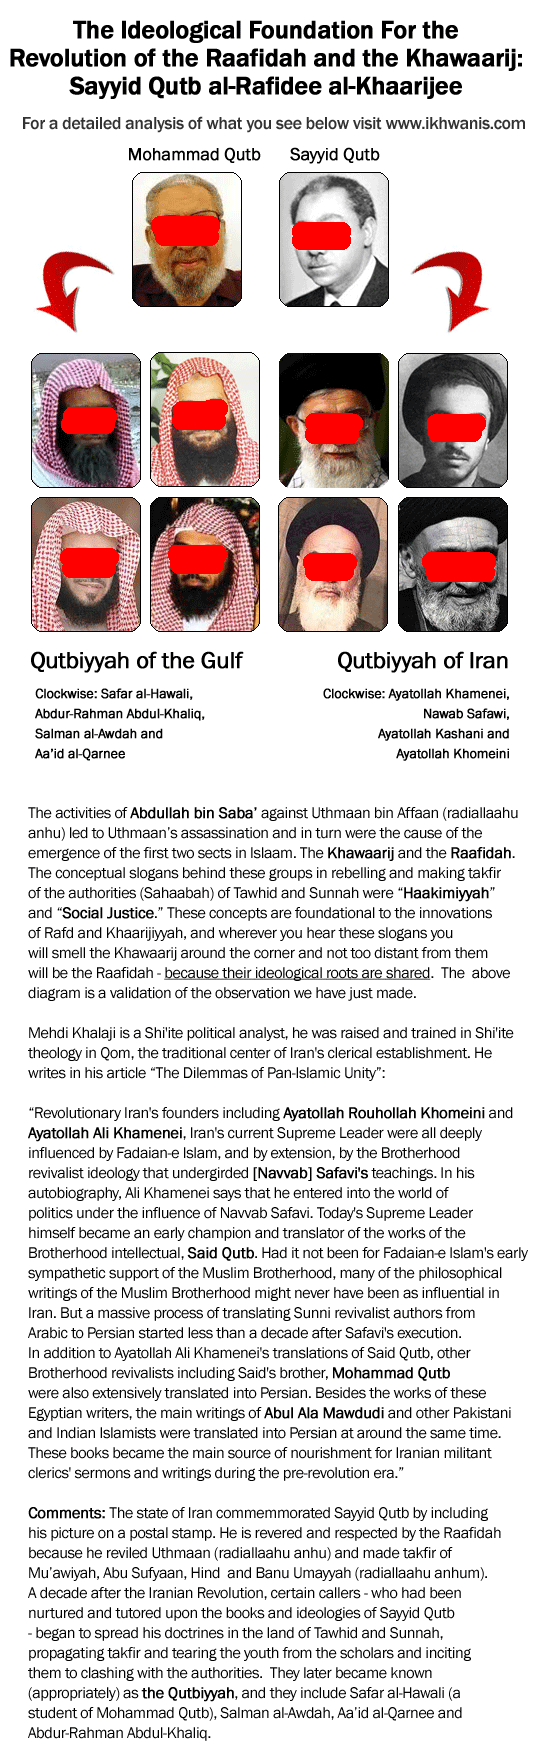 The Ideological Foundation For the
Revolution of the Raafidah and the Khawaarij:
Sayyid Qutb al-Rafidee al-Khaarijee
For a detailed analysis of what you see below visit www.ikhwanis.com
Mohammad Qutb Sayyid Qutb
Qutbiyyah of the Gulf
Clockwise: Safar al-Hawali,
Abdur-Rahman Abdul-Khaliq,
Salman al-Awdah and
Aa'id al-Qarnee
Qutbiyyah of Iran
Clockwise: Ayatollah Khamenei,
Nawab Safawi,
Ayatollah Kashani and
Ayatollah Khomeini
The activities of Abdullah bin Saba' against Uthmaan bin Affaan (radiallaahu
anhu) led to Uthmaan's assassination and in turn were the cause of the
emergence of the first two sects in Islaam. The Khawaarij and the Raafidah.
The conceptual slogans behind these groups in rebelling and making takfir
of the authorities (Sahaabah) of Tawhid and Sunnah were “Haakimiyyah”
and “Social Justice.” These concepts are foundational to the innovations
of Rafd and Khaarijiyyah, and wherever you hear these slogans you
will smell the Khawaarij around the corner and not too distant from them
will be the Raafidah - because their ideological roots are shared. The above
diagram is a validation of the observation we have just made.
Mehdi Khalaji is a Shi'ite political analyst, he was raised and trained in Shi'ite
theology in Qom, the traditional center of Iran's clerical establishment. He
writes in his article “The Dilemmas of Pan-Islamic Unity”:
“Revolutionary Iran's founders including Ayatollah Rouhollah Khomeini and
Ayatollah Ali Khamenei, Iran's current Supreme Leader were all deeply
influenced by Fadaian-e Islam, and by extension, by the Brotherhood
revivalist ideology that undergirded [Navvab] Safavi's teachings. In his
autobiography, Ali Khamenei says that he entered into the world of
politics under the influence of Navvab Safavi. Today's Supreme Leader
himself became an early champion and translator of the works of the
Brotherhood intellectual, Said Qutb. Had it not been for Fadaian-e Islam's early
sympathetic support of the Muslim Brotherhood, many of the philosophical
writings of the Muslim Brotherhood might never have been as influential in
Iran. But a massive process of translating Sunni revivalist authors from
Arabic to Persian started less than a decade after Safavi's execution.
In addition to Ayatollah Ali Khamenei's translations of Said Qutb, other
Brotherhood revivalists including Said's brother, Mohammad Qutb
were also extensively translated into Persian. Besides the works of these
Egyptian writers, the main writings of Abul Ala Mawdudi and other Pakistani
and Indian Islamists were translated into Persian at around the same time.
These books became the main source of nourishment for Iranian militant
clerics' sermons and writings during the pre-revolution era.”
Comments: The state of Iran commemmorated Sayyid Qutb by including
his picture on a postal stamp. He is revered and respected by the Raafidah
because he reviled Uthmaan (radiallaahu anhu) and made takfir of
Mu'awiyah, Abu Sufyaan, Hind and Banu Umayyah (radiallaahu anhum).
A decade after the Iranian Revolution, certain callers - who had been
nurtured and tutored upon the books and ideologies of Sayyid Qutb
- began to spread his doctrines in the land of Tawhid and Sunnah,
propagating takfir and tearing the youth from the scholars and inciting
them to clashing with the authorities. They later became known
(appropriately) as the Qutbiyyah, and they include Safar al-Hawali (a
student of Mohammad Qutb), Salman al-Awdah, Aa'id al-Qarnee and
Abdur-Rahman Abdul-Khaliq.